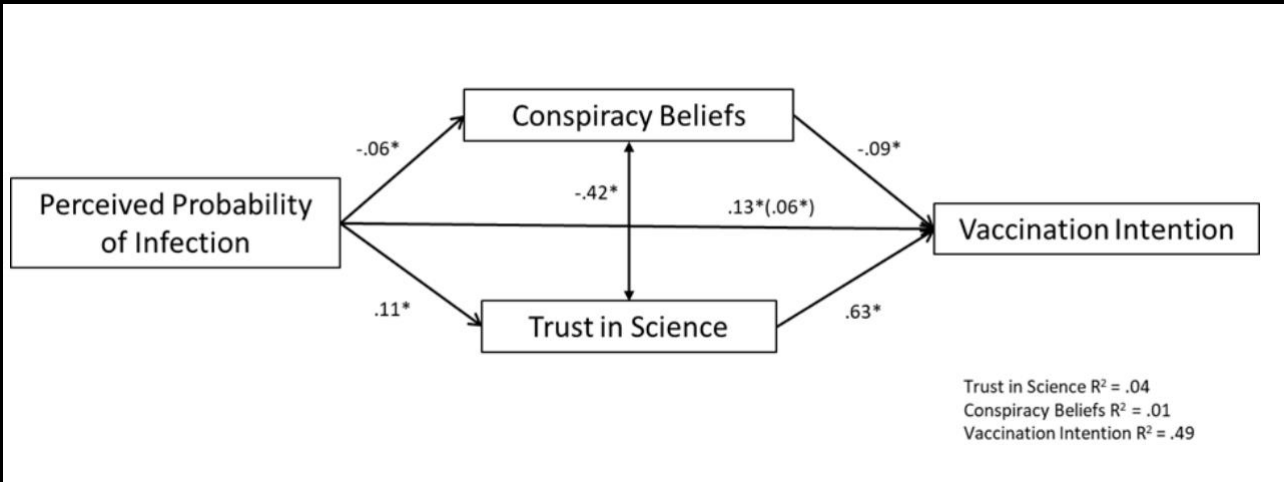 Conspiracy Beliefs
-.06*
-.09*
Perceived Probability
of Infection
-.42*
.13*(.06*)
Vaccination Intention
.11*
Trust in Science
.63*
Trust in Science R² = .04
Conspiracy Beliefs R² = .01
Vaccination Intention R² = .49